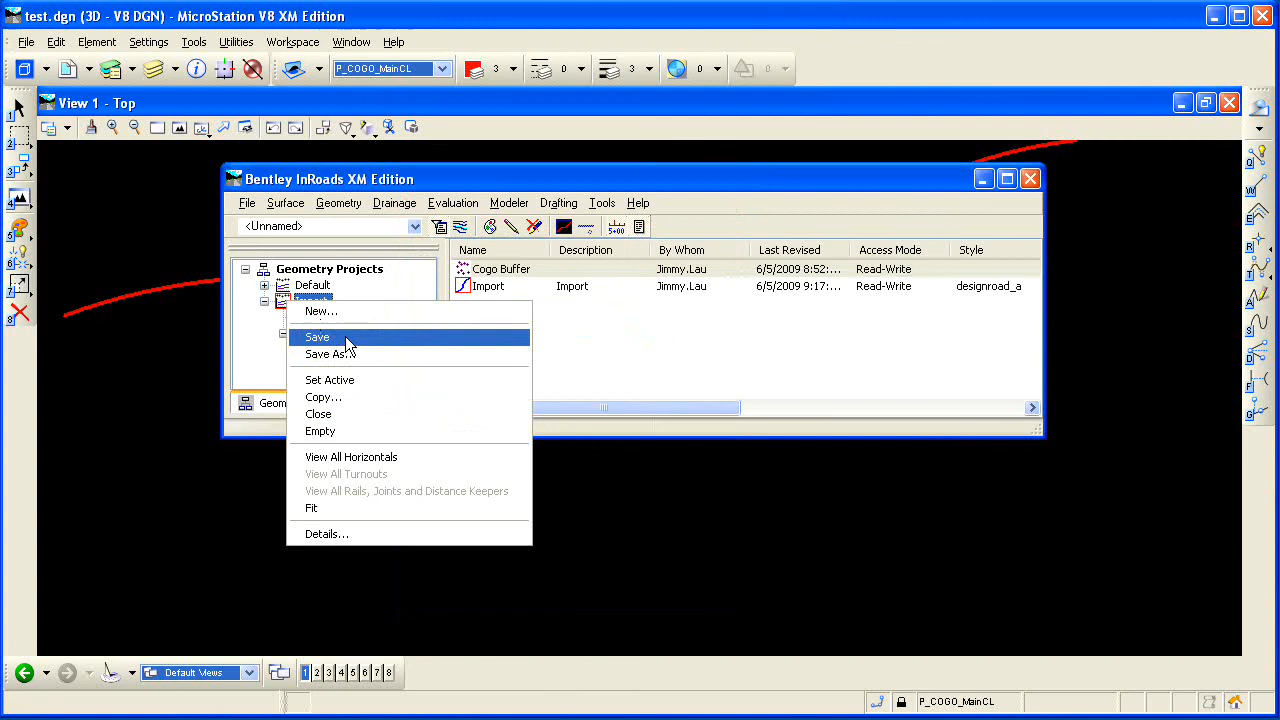 test.dgn (3D - V8 DGN) - MicroStation V8 XM Edition
File Edit Element Settings Tools Utilities Workspace Window Help
P_COGO_MainCL 3 0 3 0 0
View 1 - Top
Bentley InRoads XM Edition
File Surface Geometry Drainage Evaluation Modeler Drafting Tools Help
<Unnamed> 5+00
Name Description By Whom Last Revised Access Mode Style
Geometry Projects
Cogo Buffer Jimmy.Lau 6/5/2009 8:52:... Read-Write
Default
Import Import Jimmy.Lau 6/5/2009 9:17:... Read-Write designroad_a
Import
New...
Save
Save As...
Set Active
Copy...
Close
Empty
Geom
View All Horizontals
View All Turnouts
View All Rails, Joints and Distance Keepers
Fit
Details...
Default Views 1 2 3 4 5 6 7 8
P_COGO_MainCL